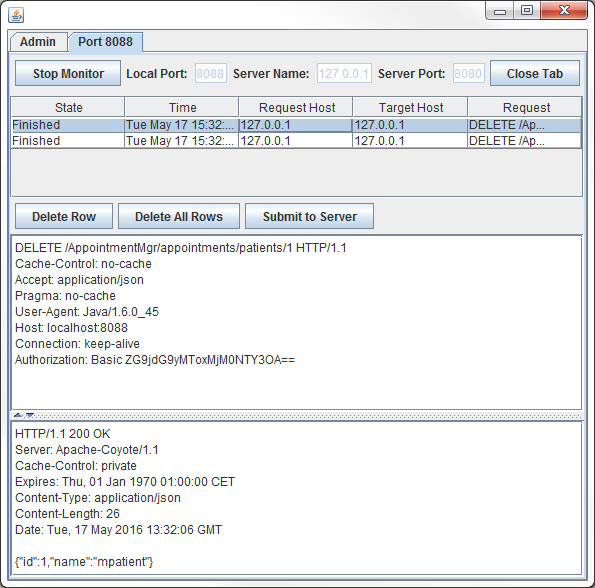 Admin Port 8088
Stop Monitor Local Port: 8088 Server Name: 127.0.0.1 Server Port: 8080 Close Tab
State Time Request Host Target Host Request
Finished Tue May 17 15:32:... 127.0.0.1 127.0.0.1 DELETE /Ap...
Finished Tue May 17 15:32:... 127.0.0.1 127.0.0.1 DELETE /Ap...
Delete Row Delete All Rows Submit to Server
DELETE /AppointmentMgr/appointments/patients/1 HTTP/1.1
Cache-Control: no-cache
Accept: application/json
Pragma: no-cache
User-Agent: Java/1.6.0_45
Host: localhost:8088
Connection: keep-alive
Authorization: Basic ZG9jdG9yMToxMjM0NTY3OA==
HTTP/1.1 200 OK
Server: Apache-Coyote/1.1
Cache-Control: private
Expires: Thu, 01 Jan 1970 01:00:00 CET
Content-Type: application/json
Content-Length: 26
Date: Tue, 17 May 2016 13:32:06 GMT
{"id":1,"name":"mpatient"}